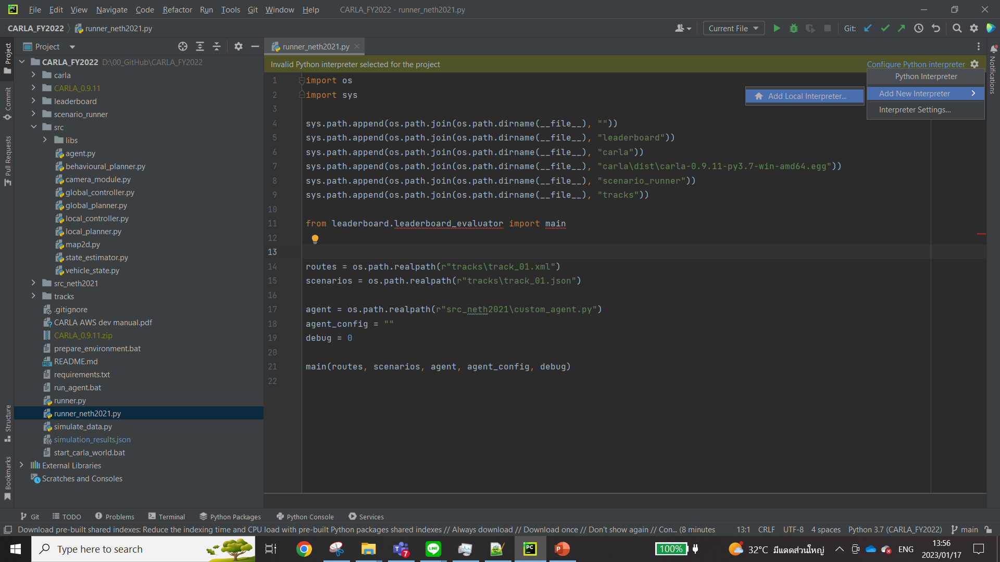 PC File Edit View Navigate Code Refactor Run Tools Git Window Help CARLA_FY2022 - runner_neth2021.py
CARLA_FY2022 runner_neth2021.py Current File Git:
Project
runner_neth2021.py
Project
Commit
Pull Requests
Structure
Bookmarks
Notifications
CARLA_FY2022 D:\00_GitHub\CARLA_FY2022
carla
CARLA_0.9.11
leaderboard
scenario_runner
src
libs
agent.py
behavioural_planner.py
camera_module.py
global_controller.py
global_planner.py
local_controller.py
local_planner.py
map2d.py
state_estimator.py
vehicle_state.py
src_neth2021
tracks
.gitignore
CARLA AWS dev manual.pdf
CARLA_0.9.11.zip
prepare_environment.bat
MD README.md
requirements.txt
run_agent.bat
runner.py
runner_neth2021.py
simulate_data.py
simulation_results.json
start_carla_world.bat
External Libraries
Scratches and Consoles
Invalid Python interpreter selected for the project Configure Python interpreter
Python Interpreter
Add New Interpreter
Interpreter Settings...
Add Local Interpreter...
1 import os
2 import sys
3
4 sys.path.append(os.path.join(os.path.dirname(__file__), ""))
5 sys.path.append(os.path.join(os.path.dirname(__file__), "leaderboard"))
6 sys.path.append(os.path.join(os.path.dirname(__file__), "carla"))
7 sys.path.append(os.path.join(os.path.dirname(__file__), "carla\dist\carla-0.9.11-py3.7-win-amd64.egg"))
8 sys.path.append(os.path.join(os.path.dirname(__file__), "scenario_runner"))
9 sys.path.append(os.path.join(os.path.dirname(__file__), "tracks"))
10
11 from leaderboard.leaderboard_evaluator import main
12
13
14 routes = os.path.realpath(r"tracks\track_01.xml")
15 scenarios = os.path.realpath(r"tracks\track_01.json")
16
17 agent = os.path.realpath(r"src_neth2021\custom_agent.py")
18 agent_config = ""
19 debug = 0
20
21 main(routes, scenarios, agent, agent_config, debug)
22
Git TODO Problems Terminal Python Packages Python Console Services
Download pre-built shared indexes: Reduce the indexing time and CPU load with pre-built Python packages shared indexes // Always download // Download once // Don't show again // Con... (8 minutes 13:1 CRLF UTF-8 4 spaces Python 3.7 (CARLA_FY2022) main
Type here to search 7 LINE PC P 100% 32°C มีแดดส่วนใหญ่ ENG 13:56
2023/01/17